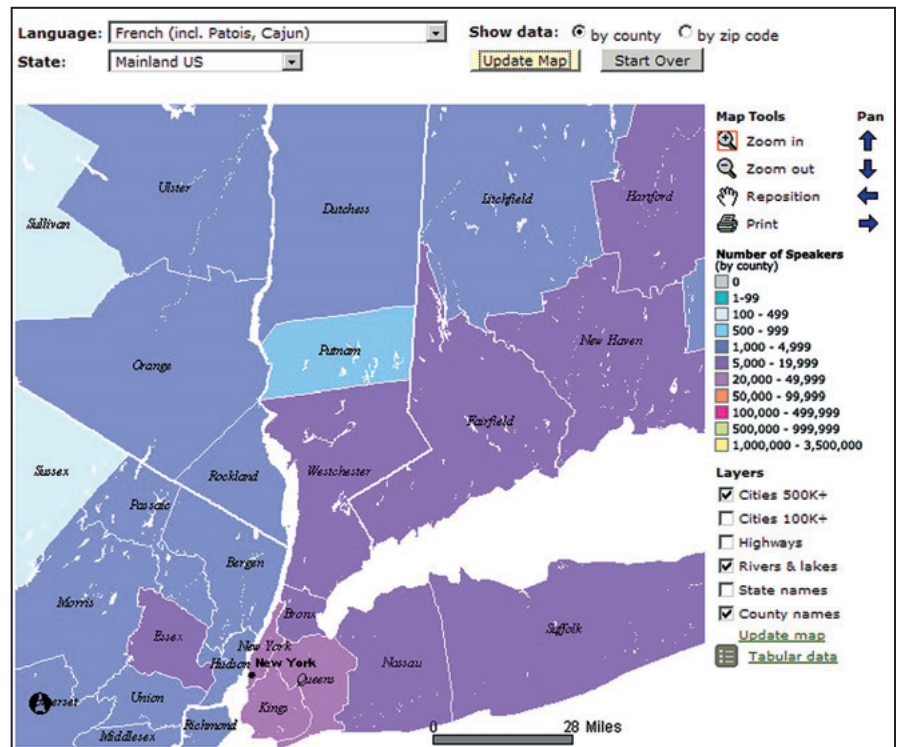 Language: French (incl. Patois, Cajun)
Show data: by county by zip code
State: Mainland US
Update Map Start Over
Map Tools Pan
Zoom in
Zoom out
Reposition
Print
Number of Speakers
(by county)
0
1-99
100 - 499
500 - 999
1,000 - 4,999
5,000 - 19,999
20,000 - 49,999
50,000 - 99,999
100,000 - 499,999
500,000 - 999,999
1,000,000 - 3,500,000
Layers
Cities 500K+
Cities 100K+
Highways
Rivers & lakes
State names
County names
Update map
Tabular data
Ulster
Litchfield
Hartford
Dutchess
Sullivan
New Haven
Putnam
Orange
Fairfield
Sussex
Westchester
Rockland
Passaic
Bergen
Morris
Bronx
Essex
Suffolk
New York
Hudson
New York
Nassau
Queens
Union
Kings
Richmond
Middlesex
0 28 Miles